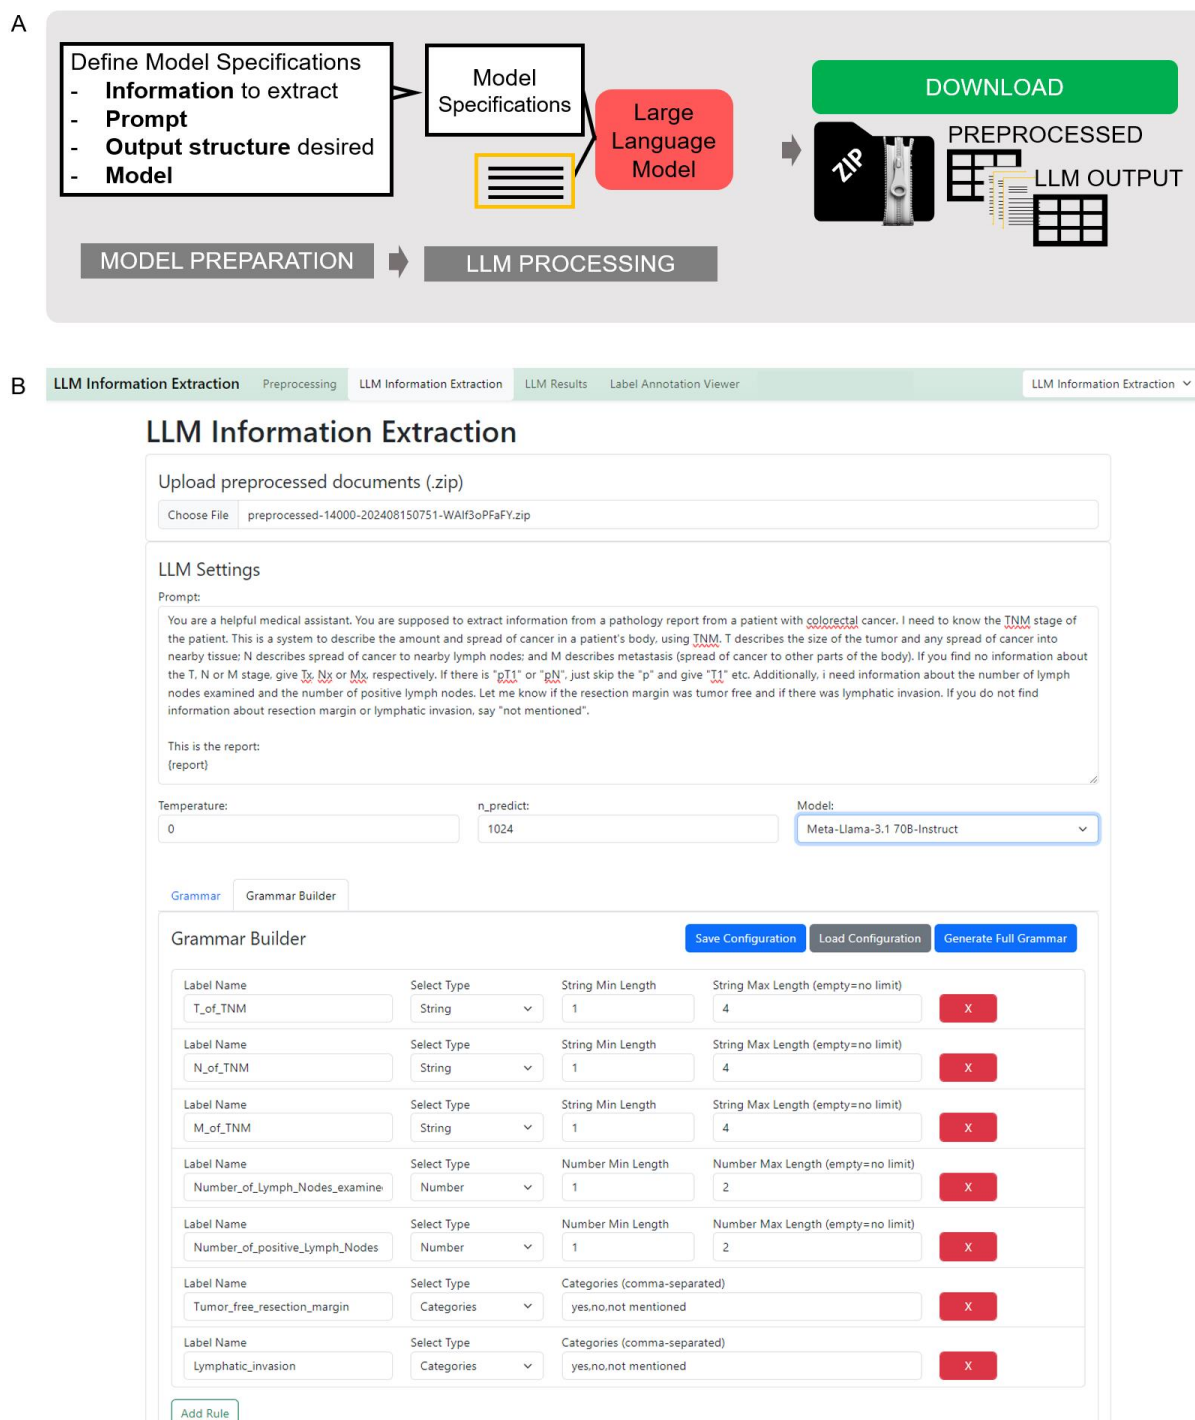 A
Define Model Specifications
- Information to extract
- Prompt
- Output structure desired
- Model
Model
Specifications
Large
Language
Model
DOWNLOAD
ZIP
PREPROCESSED
LLM OUTPUT
MODEL PREPARATION
LLM PROCESSING
B
LLM Information Extraction Preprocessing LLM Information Extraction LLM Results Label Annotation Viewer LLM Information Extraction
LLM Information Extraction
Upload preprocessed documents (.zip)
Choose File preprocessed-14000-202408150751-WAlf3oPFaFY.zip
LLM Settings
Prompt:
You are a helpful medical assistant. You are supposed to extract information from a pathology report from a patient with colorectal cancer. I need to know the TNM stage of
the patient. This is a system to describe the amount and spread of cancer in a patient's body, using TNM. T describes the size of the tumor and any spread of cancer into
nearby tissue; N describes spread of cancer to nearby lymph nodes; and M describes metastasis (spread of cancer to other parts of the body). If you find no information about
the T, N or M stage, give Tx, Nx or Mx, respectively. If there is "pT1" or "pN", just skip the "p" and give "T1" etc. Additionally, i need information about the number of lymph
nodes examined and the number of positive lymph nodes. Let me know if the resection margin was tumor free and if there was lymphatic invasion. If you do not find
information about resection margin or lymphatic invasion, say "not mentioned".
This is the report:
{report}
Temperature: n_predict: Model:
0 1024 Meta-Llama-3.1 70B-Instruct
Grammar Grammar Builder
Grammar Builder Save Configuration Load Configuration Generate Full Grammar
Label Name Select Type String Min Length String Max Length (empty=no limit)
T_of_TNM String 1 4 X
Label Name Select Type String Min Length String Max Length (empty=no limit)
N_of_TNM String 1 4 X
Label Name Select Type String Min Length String Max Length (empty=no limit)
M_of_TNM String 1 4 X
Label Name Select Type Number Min Length Number Max Length (empty=no limit)
Number_of_Lymph_Nodes_examine Number 1 2 X
Label Name Select Type Number Min Length Number Max Length (empty=no limit)
Number_of_positive_Lymph_Nodes Number 1 2 X
Label Name Select Type Categories (comma-separated)
Tumor_free_resection_margin Categories yes,no,not mentioned X
Label Name Select Type Categories (comma-separated)
Lymphatic_invasion Categories yes,no,not mentioned X
Add Rule